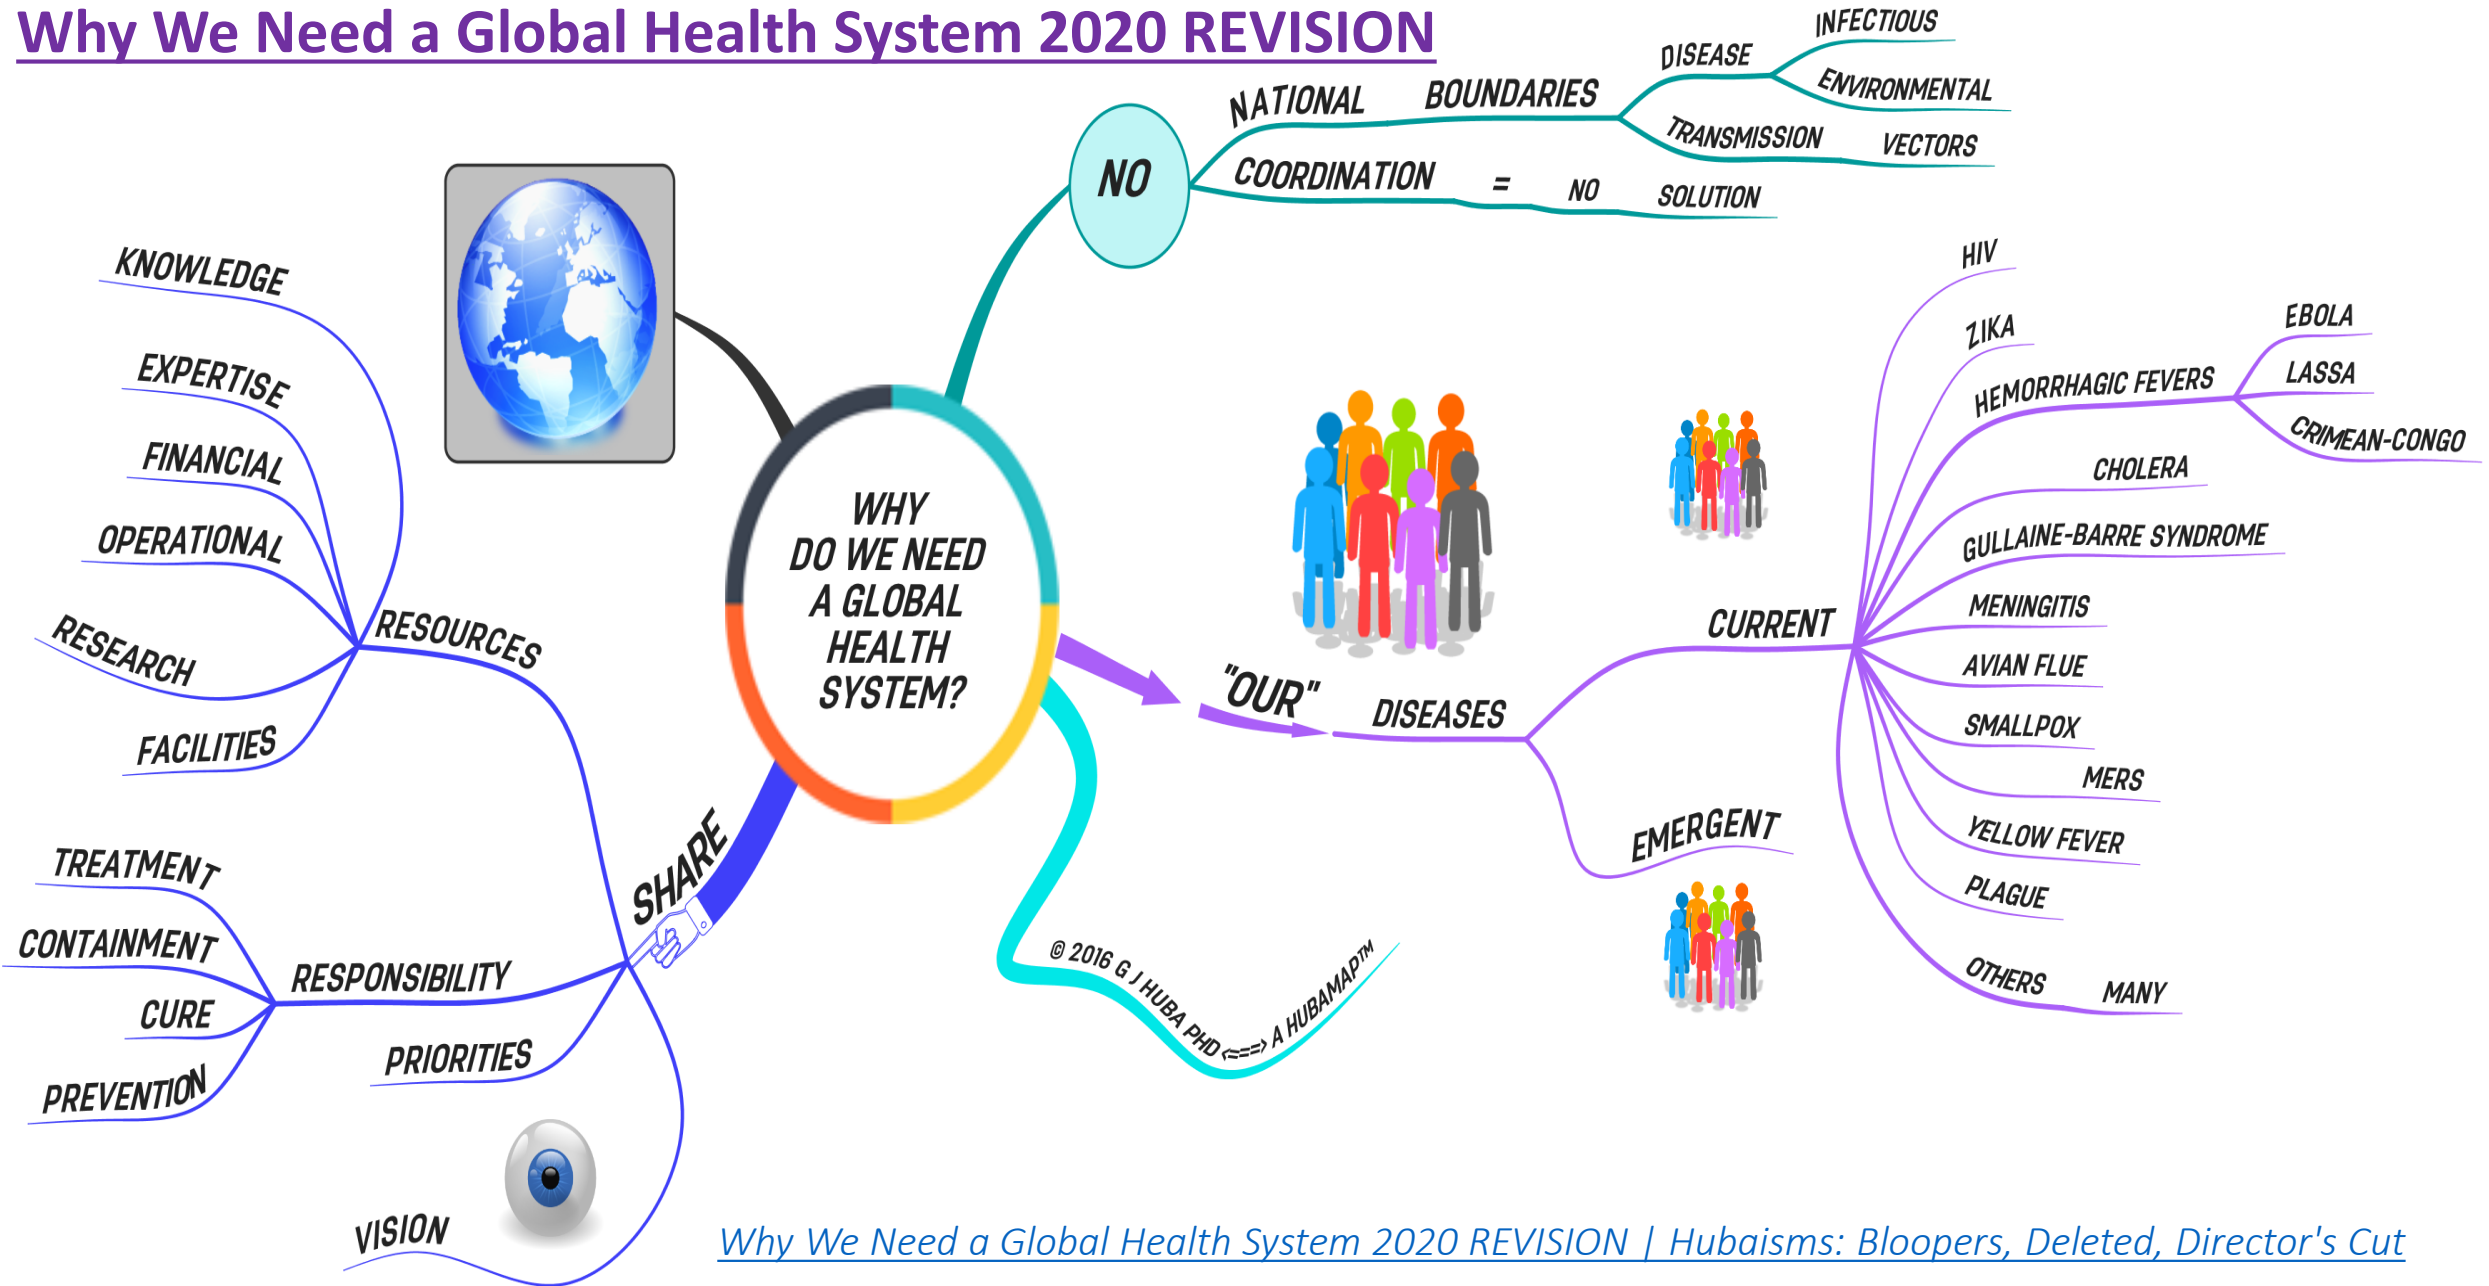 Why We Need a Global Health System 2020 REVISION
WHY
DO WE NEED
A GLOBAL
HEALTH
SYSTEM?
NO
NATIONAL BOUNDARIES
DISEASE
INFECTIOUS
ENVIRONMENTAL
TRANSMISSION VECTORS
COORDINATION = NO SOLUTION
"OUR" DISEASES
CURRENT
HIV
ZIKA
HEMORRHAGIC FEVERS
EBOLA
LASSA
CRIMEAN-CONGO
CHOLERA
GULLAINE-BARRE SYNDROME
MENINGITIS
AVIAN FLUE
SMALLPOX
MERS
YELLOW FEVER
PLAGUE
OTHERS MANY
EMERGENT
© 2016 G J HUBA PHD <===> A HUBAMAP™
SHARE
RESOURCES
KNOWLEDGE
EXPERTISE
FINANCIAL
OPERATIONAL
RESEARCH
FACILITIES
RESPONSIBILITY
TREATMENT
CONTAINMENT
CURE
PREVENTION
PRIORITIES
VISION
Why We Need a Global Health System 2020 REVISION | Hubaisms: Bloopers, Deleted, Director's Cut